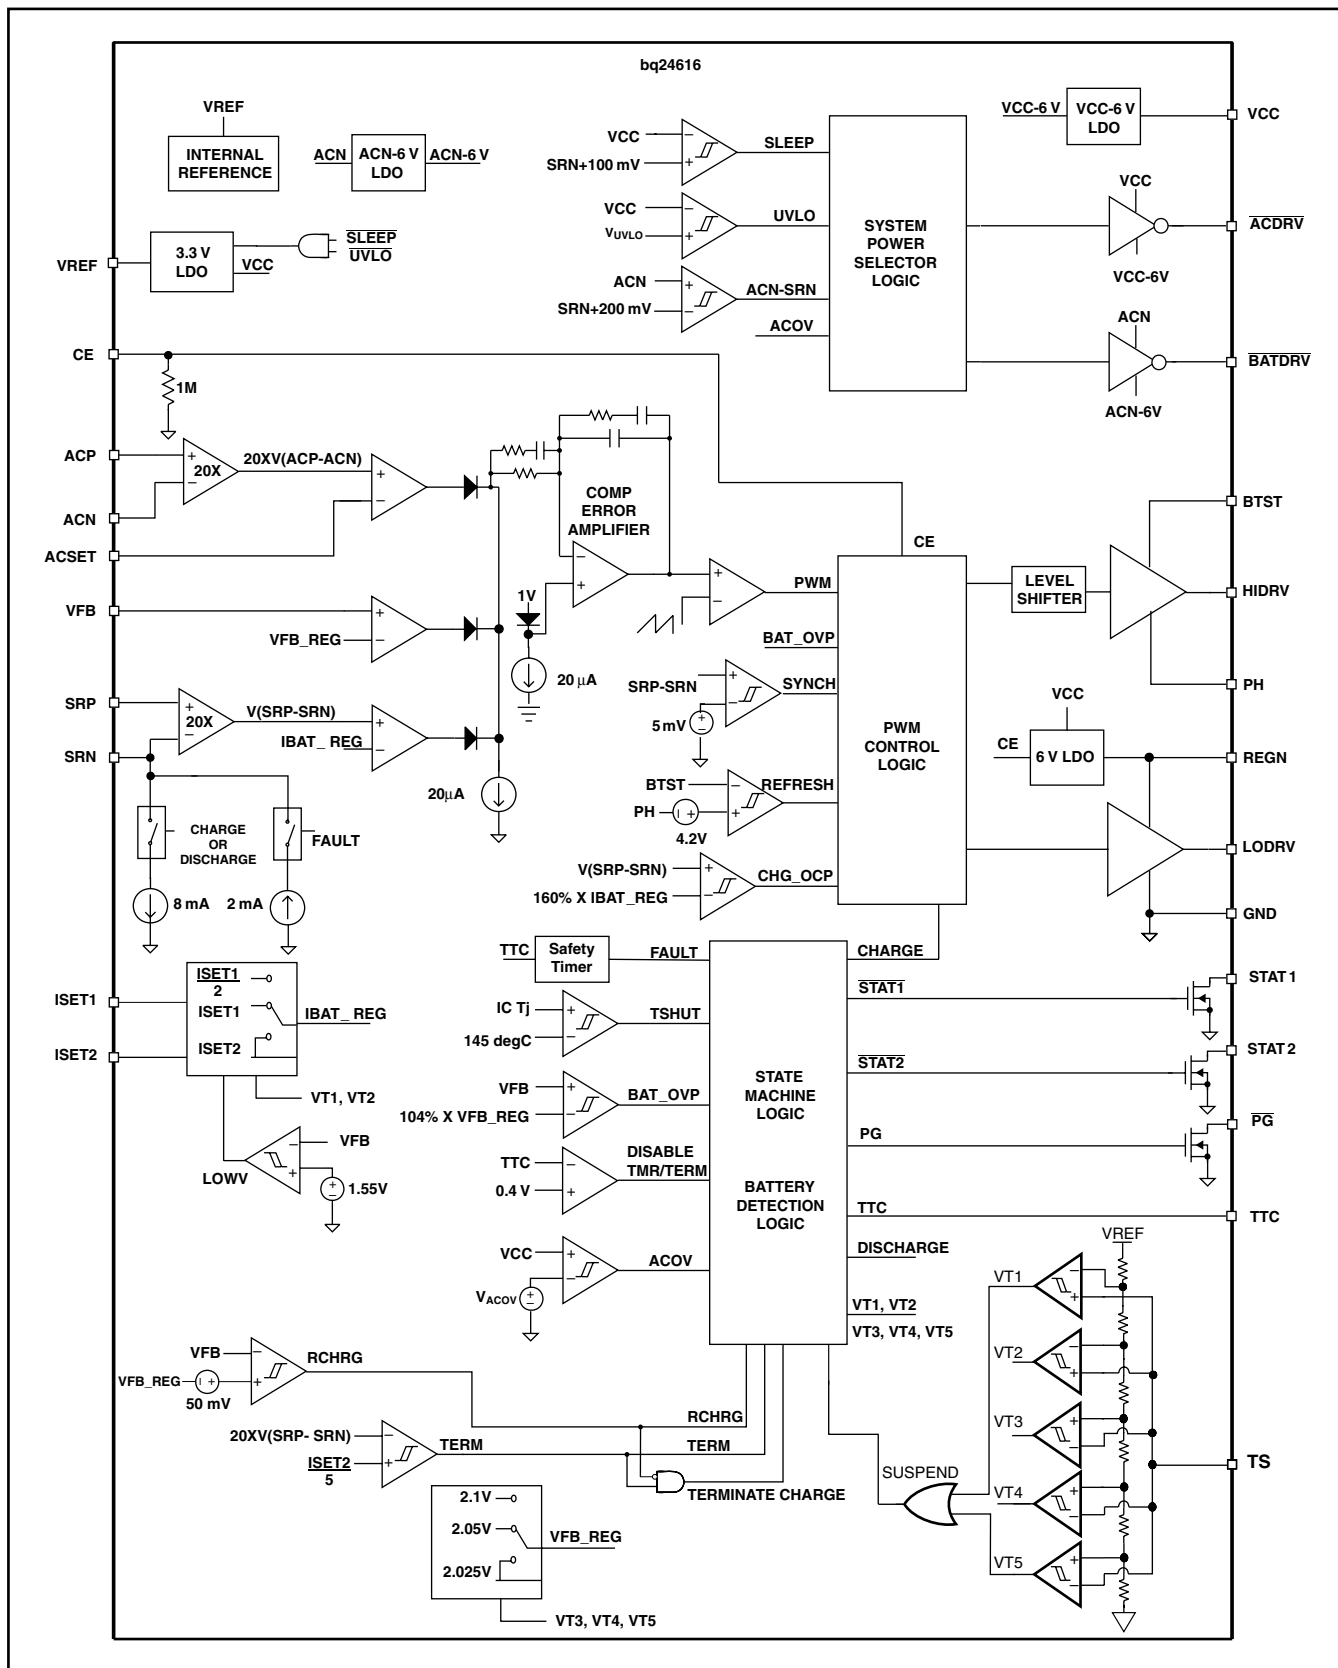 bq24616
VREF
INTERNAL
REFERENCE
ACN
ACN-6 V
LDO
ACN-6 V
VCC
SRN+100 mV
SLEEP
VCC
VUVLO
UVLO
ACN
SRN+200 mV
ACN-SRN
ACOV
SYSTEM
POWER
SELECTOR
LOGIC
VCC-6 V
VCC-6 V
LDO
VCC
VCC
ACDRV
VCC-6V
ACN
BATDRV
ACN-6V
VREF
3.3 V
LDO
VCC
SLEEP
UVLO
CE
1M
ACP
20X
20XV(ACP-ACN)
ACN
ACSET
COMP
ERROR
AMPLIFIER
1V
20 µA
VFB
VFB_REG
SRP
20X
V(SRP-SRN)
IBAT_ REG
SRN
20µA
CHARGE
OR
DISCHARGE
FAULT
8 mA
2 mA
CE
PWM
BAT_OVP
SRP-SRN
SYNCH
5 mV
BTST
REFRESH
PH
4.2V
V(SRP-SRN)
CHG_OCP
160% X IBAT_REG
PWM
CONTROL
LOGIC
LEVEL
SHIFTER
BTST
HIDRV
PH
VCC
CE
6 V LDO
REGN
LODRV
GND
CHARGE
TTC
Safety
Timer
FAULT
IC Tj
145 degC
TSHUT
VFB
104% X VFB_REG
BAT_OVP
TTC
0.4 V
DISABLE
TMR/TERM
VCC
VACOV
ACOV
STATE
MACHINE
LOGIC
BATTERY
DETECTION
LOGIC
STAT1
STAT 1
STAT2
STAT 2
PG
PG
TTC
TTC
DISCHARGE
VT1, VT2
VT3, VT4, VT5
ISET1
ISET2
ISET1
2
ISET1
ISET2
IBAT_ REG
VT1, VT2
VFB
LOWV
1.55V
VFB
VFB_REG
50 mV
RCHRG
RCHRG
20XV(SRP- SRN)
ISET2
5
TERM
TERM
TERMINATE CHARGE
2.1V
2.05V
2.025V
VFB_REG
VT3, VT4, VT5
VREF
VT1
VT2
VT3
VT4
VT5
SUSPEND
TS